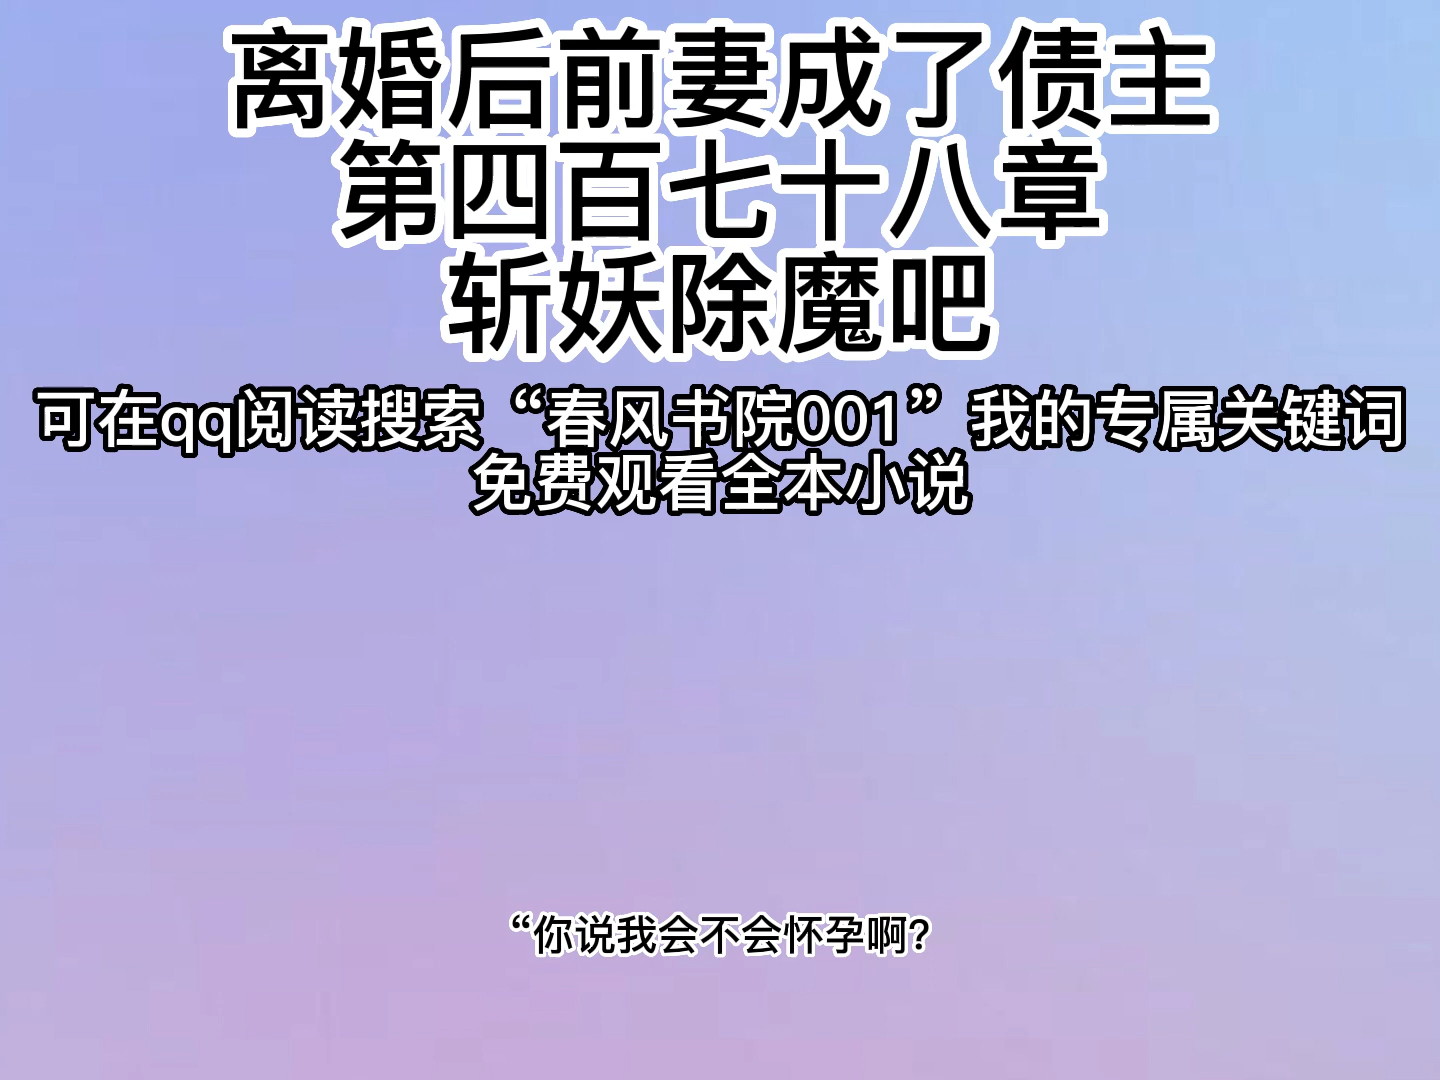 离婚后前妻成了债主
第四百七十八章
斩妖除魔吧
可在qq阅读搜索“春风书院001”我的专属关键词
免费观看全本小说
“你说我会不会怀孕啊？